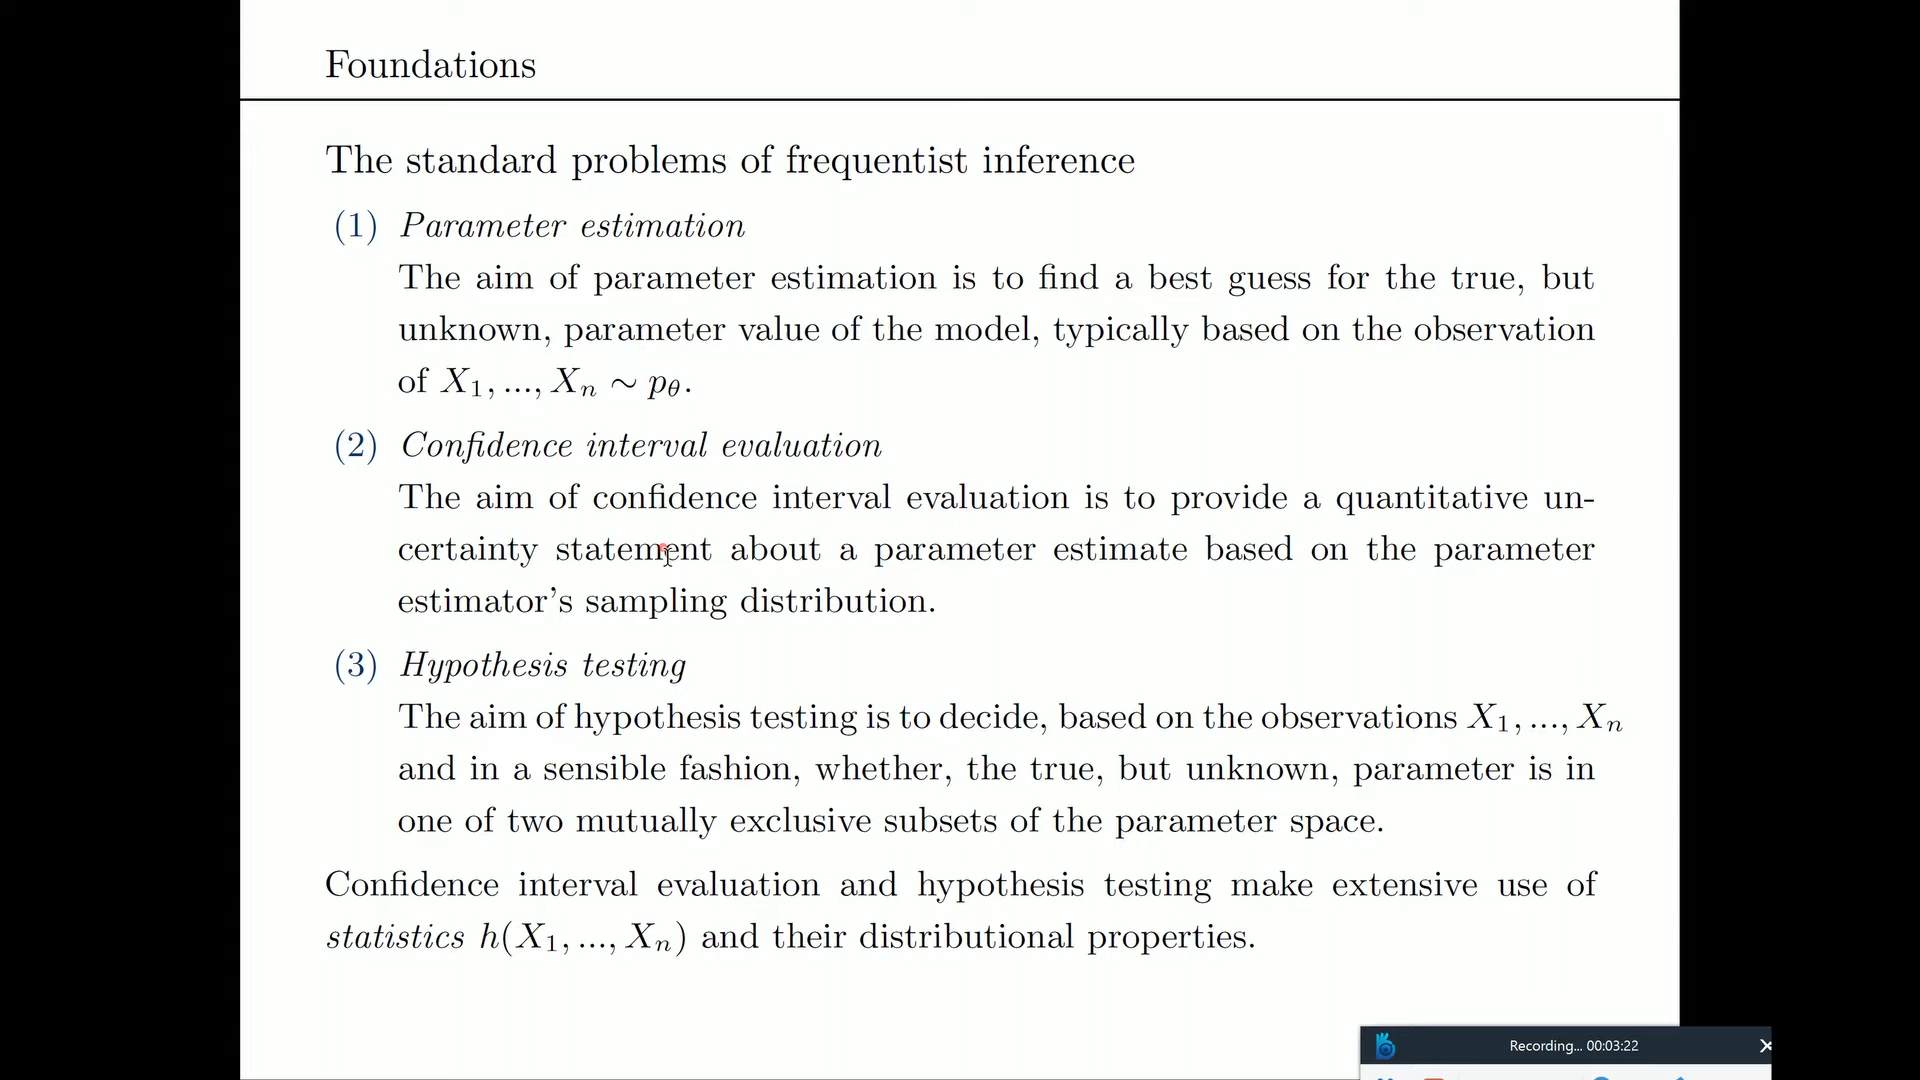 Foundations
The standard problems of frequentist inference
(1) Parameter estimation
The aim of parameter estimation is to find a best guess for the true, but
unknown, parameter value of the model, typically based on the observation
of X₁, ..., Xₙ ∼ p_θ.
(2) Confidence interval evaluation
The aim of confidence interval evaluation is to provide a quantitative un-
certainty statement about a parameter estimate based on the parameter
estimator’s sampling distribution.
(3) Hypothesis testing
The aim of hypothesis testing is to decide, based on the observations X₁, ..., Xₙ
and in a sensible fashion, whether, the true, but unknown, parameter is in
one of two mutually exclusive subsets of the parameter space.
Confidence interval evaluation and hypothesis testing make extensive use of
statistics h(X₁, ..., Xₙ) and their distributional properties.
Recording... 00:03:22